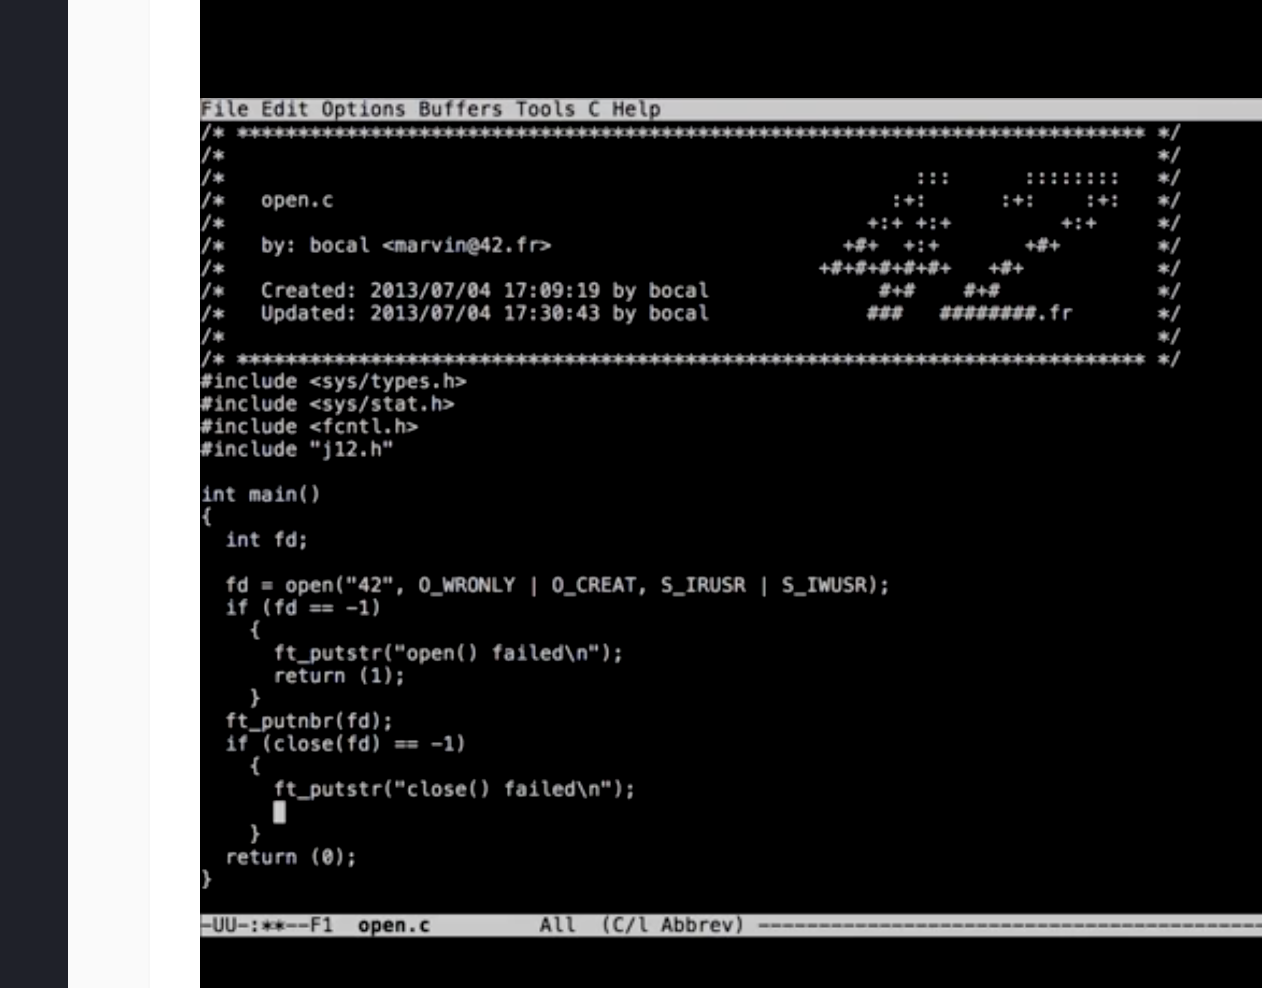 File Edit Options Buffers Tools C Help
/* *************************************************************************** */
/*                                                                            */
/*                                                         :::      ::::::::   */
/*   open.c                                              :+:      :+:    :+:   */
/*                                                     +:+ +:+         +:+     */
/*   by: bocal <marvin@42.fr>                        +#+  +:+       +#+        */
/*                                                 +#+#+#+#+#+   +#+           */
/*   Created: 2013/07/04 17:09:19 by bocal              #+#    #+#             */
/*   Updated: 2013/07/04 17:30:43 by bocal             ###   ########.fr       */
/*                                                                            */
/* *************************************************************************** */
#include <sys/types.h>
#include <sys/stat.h>
#include <fcntl.h>
#include "j12.h"
int main()
{
  int fd;
  fd = open("42", O_WRONLY | O_CREAT, S_IRUSR | S_IWUSR);
  if (fd == -1)
    {
      ft_putstr("open() failed\n");
      return (1);
    }
  ft_putnbr(fd);
  if (close(fd) == -1)
    {
      ft_putstr("close() failed\n");
    }
  return (0);
}
-UU-:**--F1  open.c         All  (C/l Abbrev) ------------------------------------------